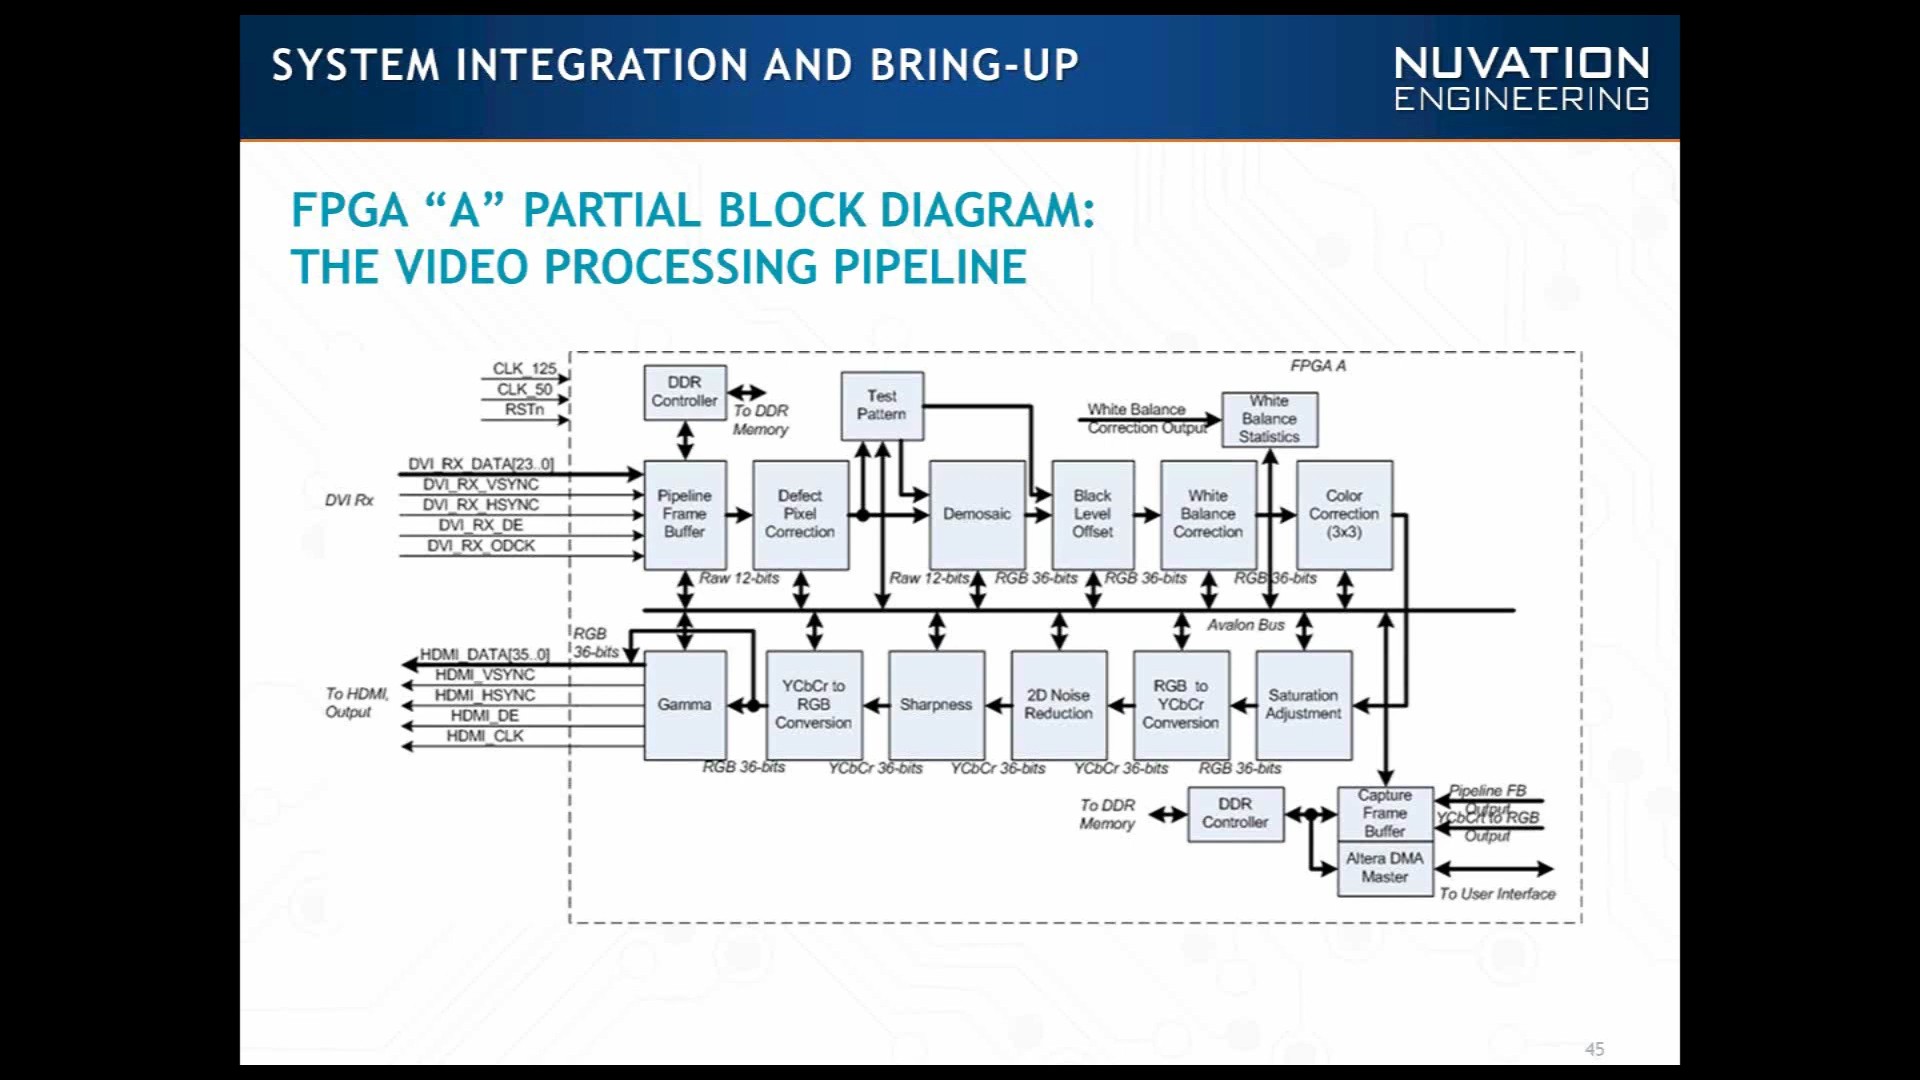 SYSTEM INTEGRATION AND BRING-UP
NUVATION
ENGINEERING
FPGA “A” PARTIAL BLOCK DIAGRAM:
THE VIDEO PROCESSING PIPELINE
FPGA A
CLK_125
CLK_50
RSTn
DDR
Controller
To DDR
Memory
Test
Pattern
White Balance
Correction Output
White
Balance
Statistics
DVI Rx
DVI_RX_DATA[23..0]
DVI_RX_VSYNC
DVI_RX_HSYNC
DVI_RX_DE
DVI_RX_ODCK
Pipeline
Frame
Buffer
Defect
Pixel
Correction
Demosaic
Black
Level
Offset
White
Balance
Correction
Color
Correction
(3x3)
Raw 12-bits
Raw 12-bits
RGB 36-bits
RGB 36-bits
RGB 36-bits
Avalon Bus
RGB
36-bits
To HDMI,
Output
HDMI_DATA[35..0]
HDMI_VSYNC
HDMI_HSYNC
HDMI_DE
HDMI_CLK
Gamma
YCbCr to
RGB
Conversion
Sharpness
2D Noise
Reduction
RGB to
YCbCr
Conversion
Saturation
Adjustment
RGB 36-bits
YCbCr 36-bits
YCbCr 36-bits
YCbCr 36-bits
RGB 36-bits
To DDR
Memory
DDR
Controller
Capture
Frame
Buffer
Altera DMA
Master
Pipeline FB
Output
YCbCrt to RGB
Output
To User Interface
45